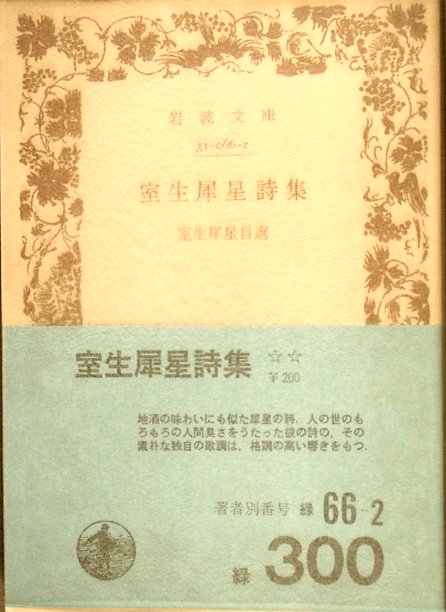 岩波文庫
31-066-2
室生犀星詩集
室生犀星自選
室生犀星詩集 ☆☆
¥200
地酒の味わいにも似た犀星の詩．人の世のも
ろもろの人間臭さをうたった彼の詩の，その
素朴な独自の歌調は，格調の高い響きをもつ．
著者別番号 緑 66-2
緑 300